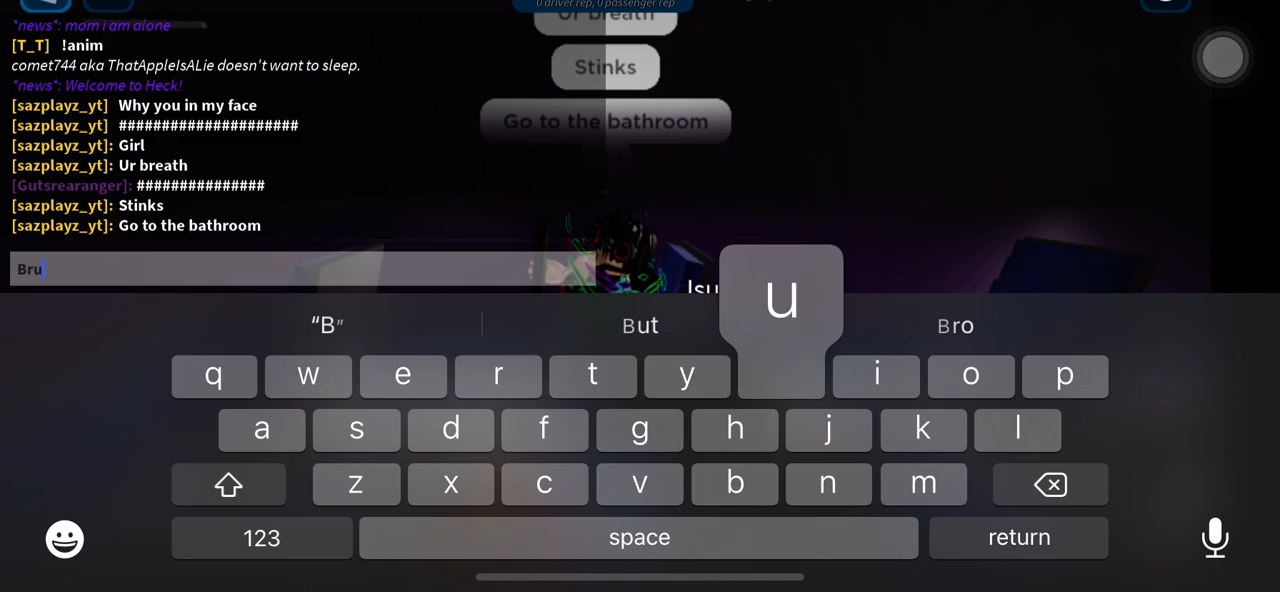 0 driver rep, 0 passenger rep
*news*: mom i am alone
[T_T] !anim
comet744 aka ThatAppleIsALie doesn't want to sleep.
*news*: Welcome to Heck!
[sazplayz_yt] Why you in my face
[sazplayz_yt] #####################
[sazplayz_yt]: Girl
[sazplayz_yt]: Ur breath
[Gutsrearanger]: ###############
[sazplayz_yt]: Stinks
[sazplayz_yt]: Go to the bathroom
Ur breath
Stinks
Go to the bathroom
Bru
"B"
But
Bro
u
q w e r t y i o p
a s d f g h j k l
z x c v b n m
123 space return